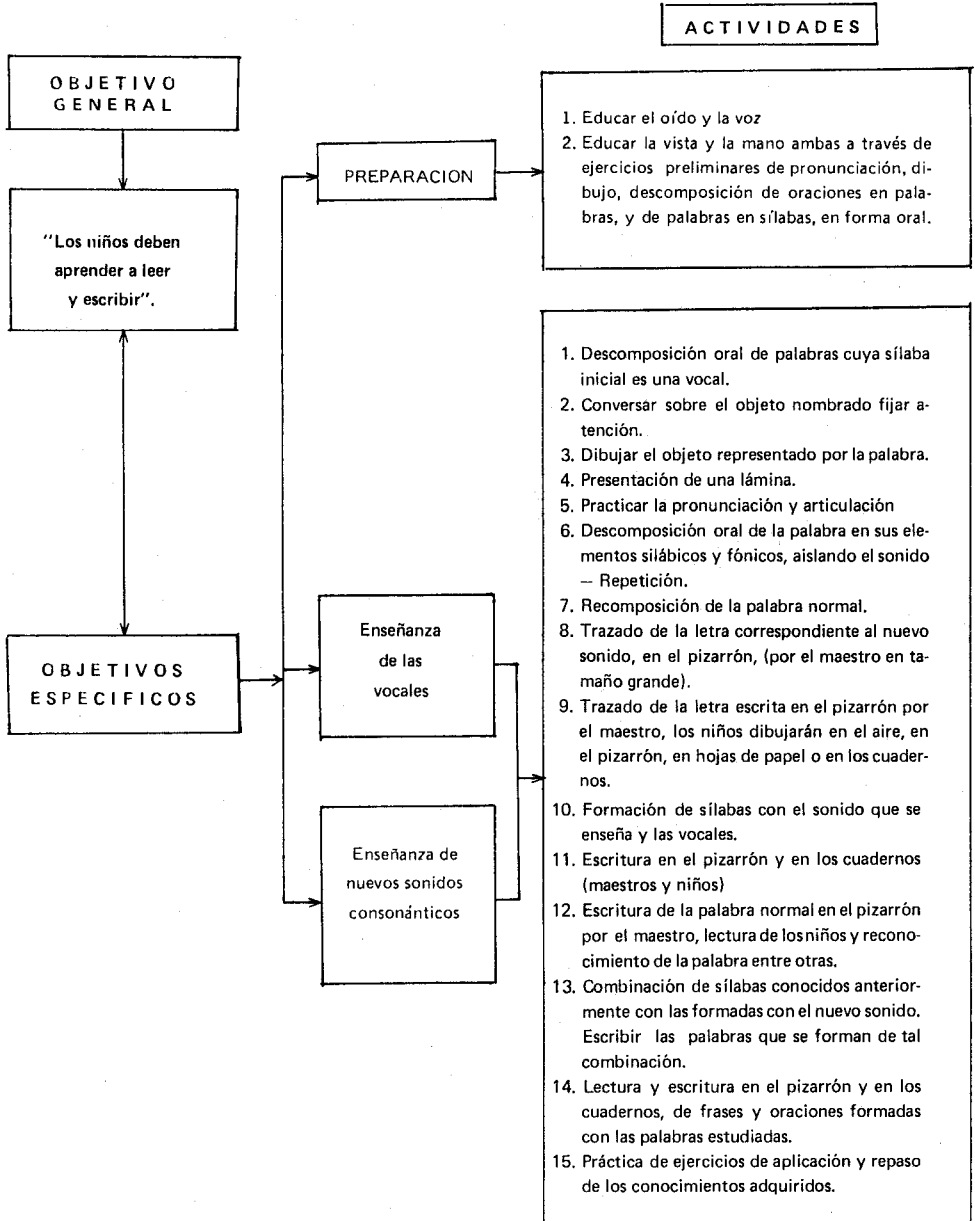 ACTIVIDADES
OBJETIVO
GENERAL
"Los niños deben
aprender a leer
y escribir".
OBJETIVOS
ESPECIFICOS
PREPARACION
1. Educar el oído y la voz
2. Educar la vista y la mano ambas a través de
ejercicios preliminares de pronunciación, di-
bujo, descomposición de oraciones en pala-
bras, y de palabras en sílabas, en forma oral.
Enseñanza
de las
vocales
Enseñanza de
nuevos sonidos
consonánticos
1. Descomposición oral de palabras cuya sílaba
inicial es una vocal.
2. Conversar sobre el objeto nombrado fijar a-
tención.
3. Dibujar el objeto representado por la palabra.
4. Presentación de una lámina.
5. Practicar la pronunciación y articulación
6. Descomposición oral de la palabra en sus ele-
mentos silábicos y fónicos, aislando el sonido
— Repetición.
7. Recomposición de la palabra normal.
8. Trazado de la letra correspondiente al nuevo
sonido, en el pizarrón, (por el maestro en ta-
maño grande).
9. Trazado de la letra escrita en el pizarrón por
el maestro, los niños dibujarán en el aire, en
el pizarrón, en hojas de papel o en los cuader-
nos.
10. Formación de sílabas con el sonido que se
enseña y las vocales.
11. Escritura en el pizarrón y en los cuadernos
(maestros y niños)
12. Escritura de la palabra normal en el pizarrón
por el maestro, lectura de los niños y recono-
cimiento de la palabra entre otras.
13. Combinación de sílabas conocidos anterior-
mente con las formadas con el nuevo sonido.
Escribir las palabras que se forman de tal
combinación.
14. Lectura y escritura en el pizarrón y en los
cuadernos, de frases y oraciones formadas
con las palabras estudiadas.
15. Práctica de ejercicios de aplicación y repaso
de los conocimientos adquiridos.